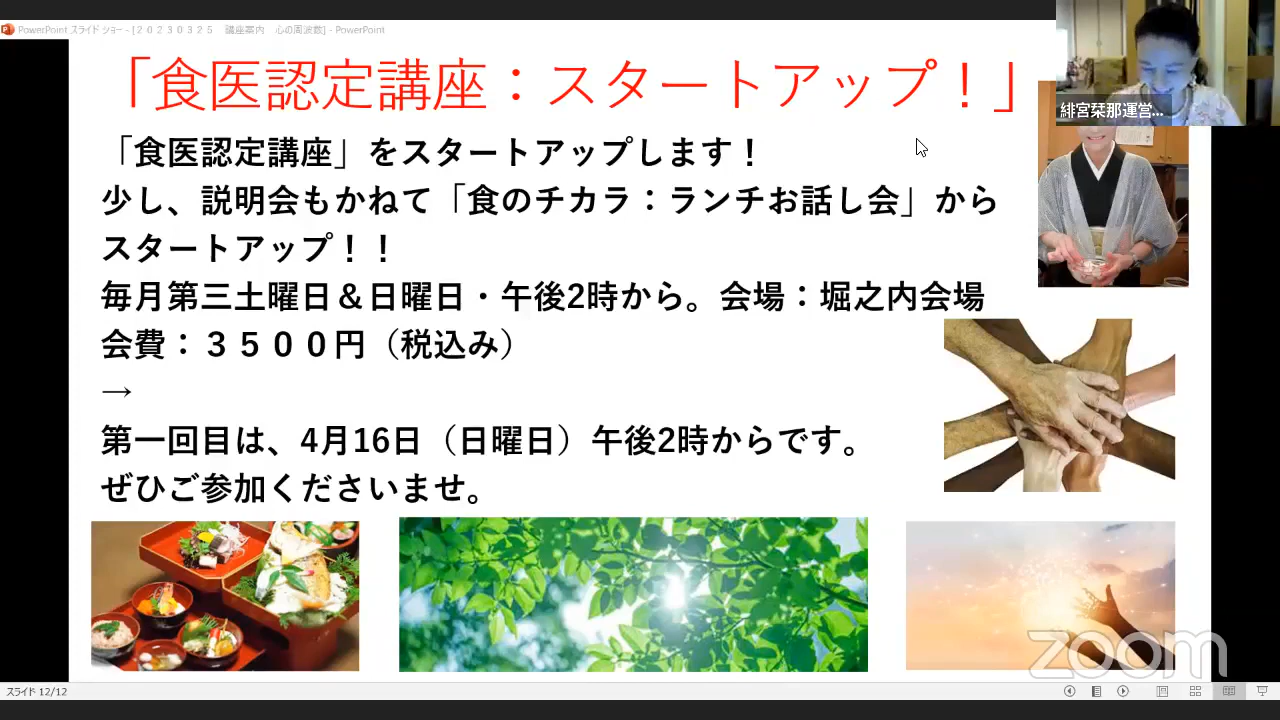 PowerPoint スライド ショー - [２０２３０３２５　講座案内　心の周波数] - PowerPoint
「食医認定講座：スタートアップ！」
緋宮栞那運営...
「食医認定講座」をスタートアップします！
少し、説明会もかねて「食のチカラ：ランチお話し会」から
スタートアップ！！
毎月第三土曜日＆日曜日・午後2時から。会場：堀之内会場
会費：３５００円（税込み）
→
第一回目は、4月16日（日曜日）午後2時からです。
ぜひご参加くださいませ。
zoom
スライド 12/12